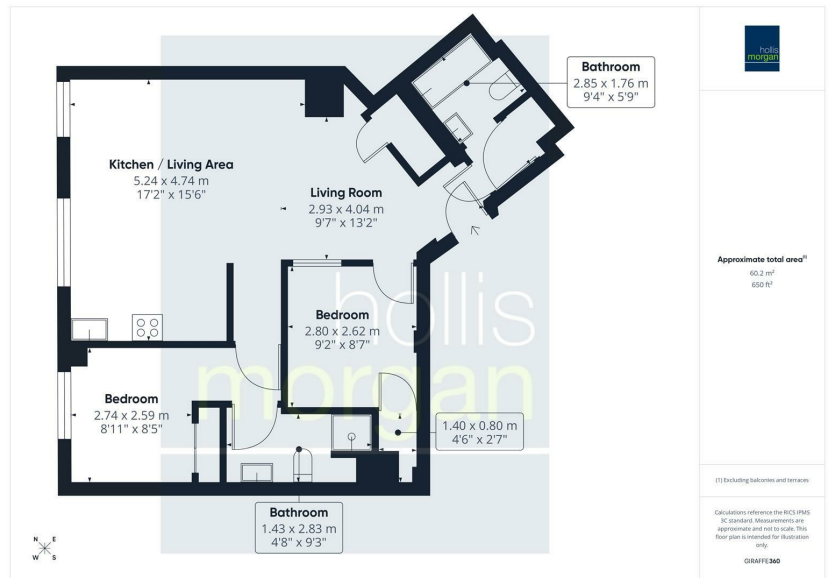 Kitchen / Living Area
5.24 x 4.74 m
17'2" x 15'6"
Living Room
2.93 x 4.04 m
9'7" x 13'2"
Bathroom
2.85 x 1.76 m
9'4" x 5'9"
Bedroom
2.80 x 2.62 m
9'2" x 8'7"
Bedroom
2.74 x 2.59 m
8'11" x 8'5"
1.40 x 0.80 m
4'6" x 2'7"
Bathroom
1.43 x 2.83 m
4'8" x 9'3"
hollis
morgan
N E
W S
hollis
morgan
Approximate total area(1)
60.2 m²
650 ft²
(1) Excluding balconies and terraces
Calculations reference the RICS IPMS
3C standard. Measurements are
approximate and not to scale. This
floor plan is intended for illustration
only.
GIRAFFE360